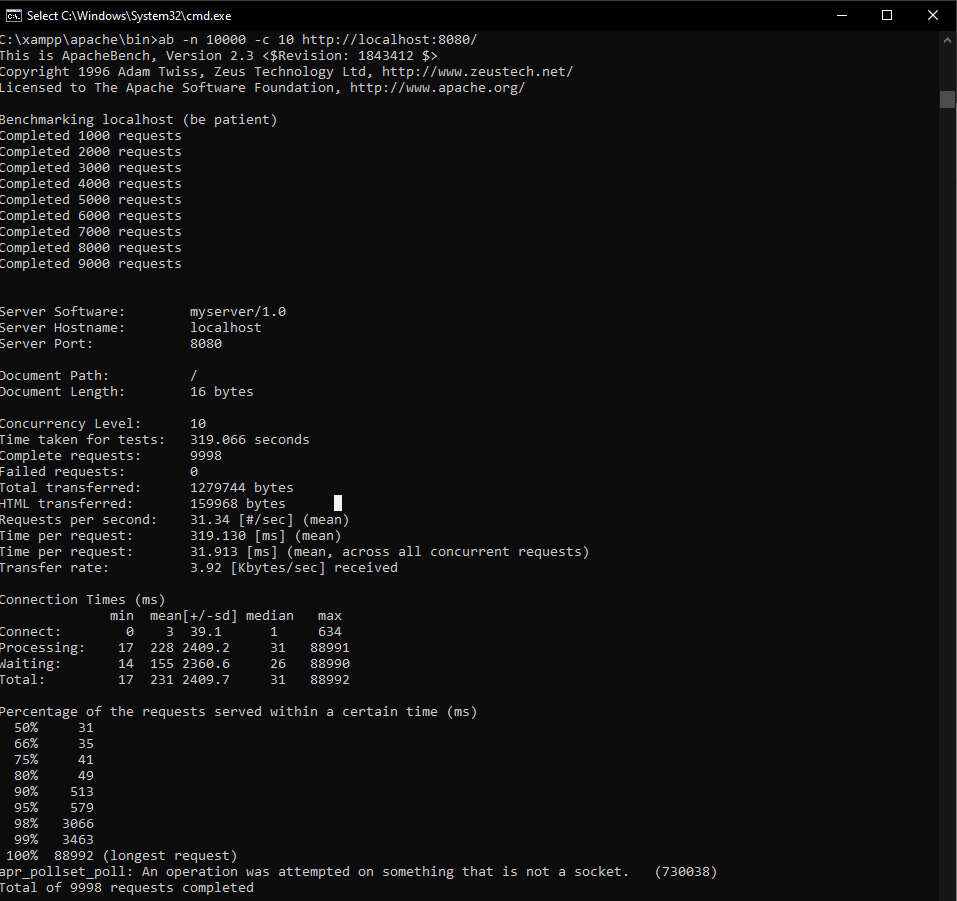 Select C:\Windows\System32\cmd.exe
C:\xampp\apache\bin>ab -n 10000 -c 10 http://localhost:8080/
This is ApacheBench, Version 2.3 <$Revision: 1843412 $>
Copyright 1996 Adam Twiss, Zeus Technology Ltd, http://www.zeustech.net/
Licensed to The Apache Software Foundation, http://www.apache.org/
Benchmarking localhost (be patient)
Completed 1000 requests
Completed 2000 requests
Completed 3000 requests
Completed 4000 requests
Completed 5000 requests
Completed 6000 requests
Completed 7000 requests
Completed 8000 requests
Completed 9000 requests
Server Software:        myserver/1.0
Server Hostname:        localhost
Server Port:            8080
Document Path:          /
Document Length:        16 bytes
Concurrency Level:      10
Time taken for tests:   319.066 seconds
Complete requests:      9998
Failed requests:        0
Total transferred:      1279744 bytes
HTML transferred:       159968 bytes
Requests per second:    31.34 [#/sec] (mean)
Time per request:       319.130 [ms] (mean)
Time per request:       31.913 [ms] (mean, across all concurrent requests)
Transfer rate:          3.92 [Kbytes/sec] received
Connection Times (ms)
              min  mean[+/-sd] median   max
Connect:        0    3  39.1      1     634
Processing:    17  228 2409.2     31   88991
Waiting:       14  155 2360.6     26   88990
Total:         17  231 2409.7     31   88992
Percentage of the requests served within a certain time (ms)
  50%     31
  66%     35
  75%     41
  80%     49
  90%    513
  95%    579
  98%   3066
  99%   3463
 100%  88992 (longest request)
apr_pollset_poll: An operation was attempted on something that is not a socket.   (730038)
Total of 9998 requests completed